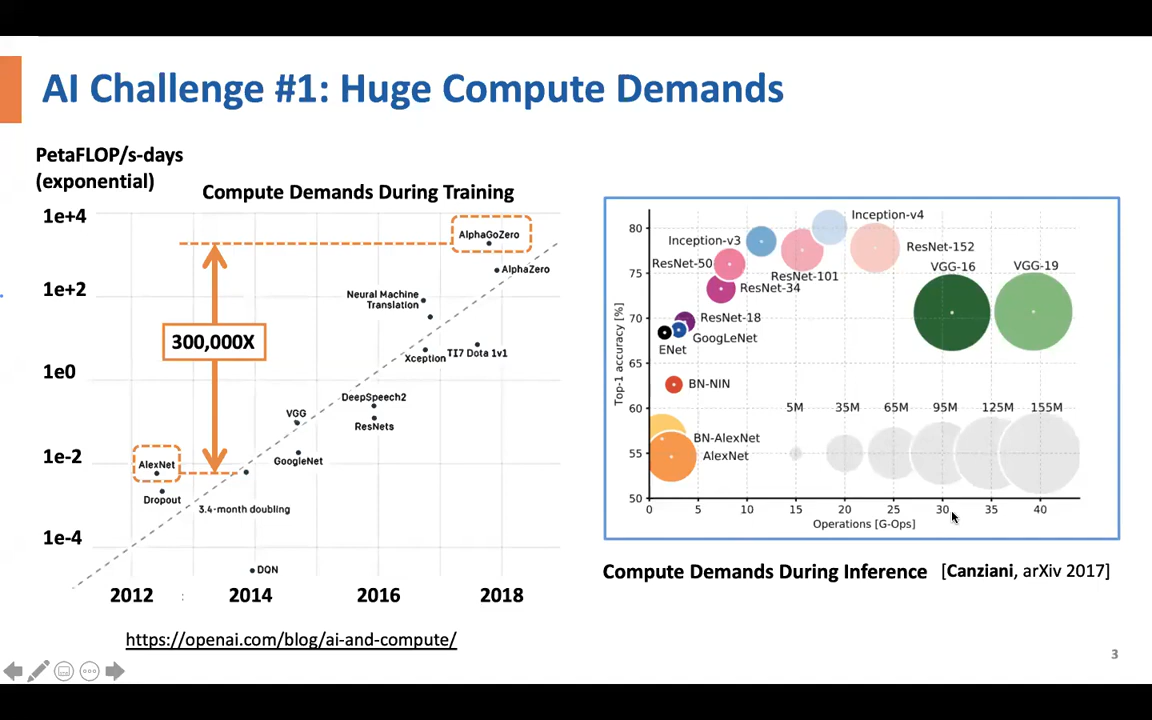 AI Challenge #1: Huge Compute Demands
PetaFLOP/s-days
(exponential)
Compute Demands During Training
1e+4
1e+2
1e0
1e-2
1e-4
AlphaGoZero
AlphaZero
Neural Machine
Translation
300,000X
Xception
TI7 Dota 1v1
DeepSpeech2
VGG
ResNets
AlexNet
GoogleNet
Dropout
3.4-month doubling
DQN
2012
2014
2016
2018
https://openai.com/blog/ai-and-compute/
Top-1 accuracy [%]
80
75
70
65
60
55
50
Inception-v4
Inception-v3
ResNet-152
ResNet-50
VGG-16
VGG-19
ResNet-101
ResNet-34
ResNet-18
GoogLeNet
ENet
BN-NIN
5M
35M
65M
95M
125M
155M
BN-AlexNet
AlexNet
0
5
10
15
20
25
30
35
40
Operations [G-Ops]
Compute Demands During Inference [Canziani, arXiv 2017]
3